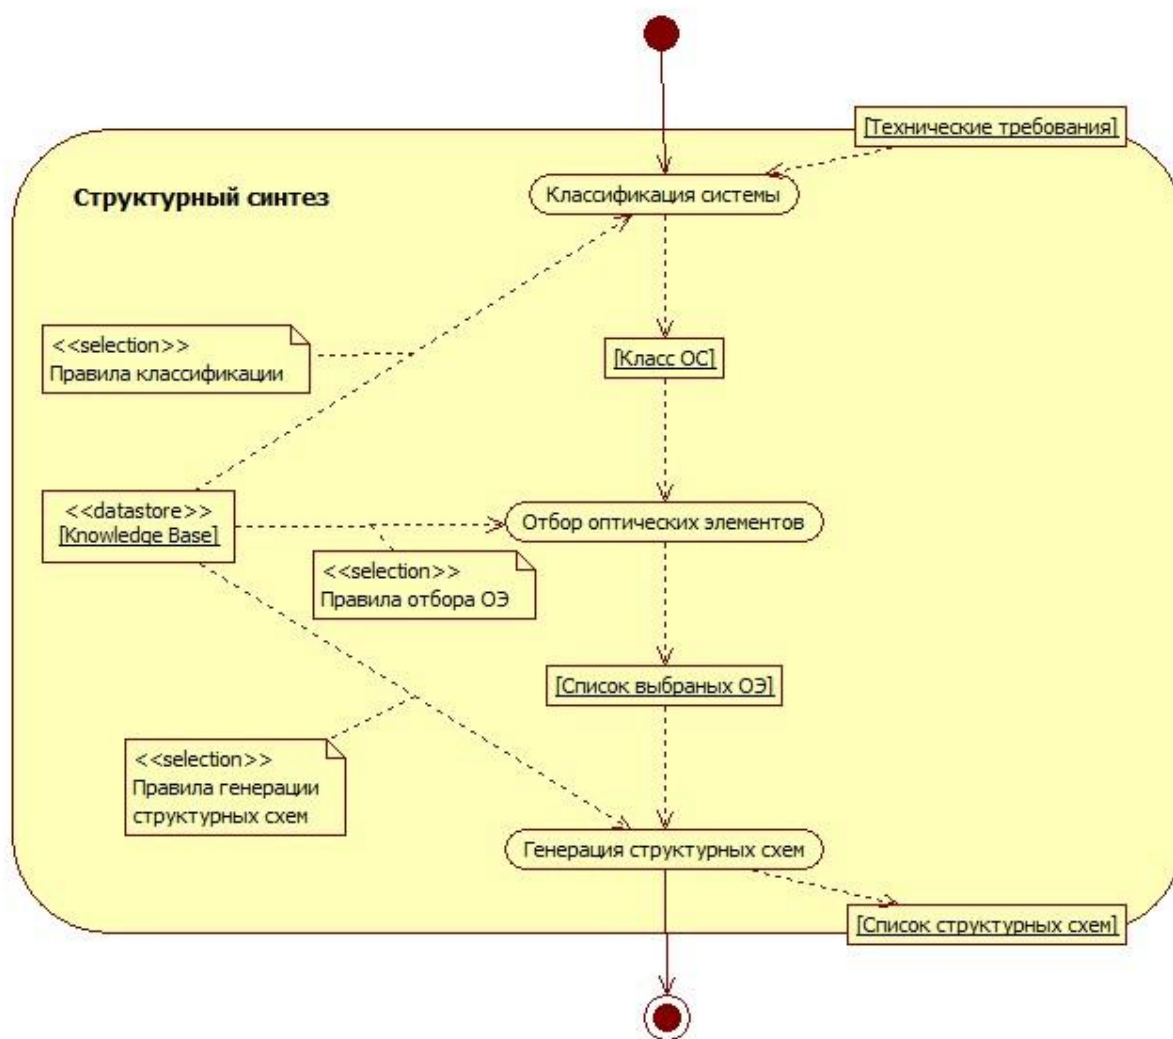 [Технические требования]
Структурный синтез
Классификация системы
<<selection>>
Правила классификации
[Класс ОС]
<<datastore>>
[Knowledge Base]
Отбор оптических элементов
<<selection>>
Правила отбора ОЭ
[Список выбраных ОЭ]
<<selection>>
Правила генерации
структурных схем
Генерация структурных схем
[Список структурных схем]